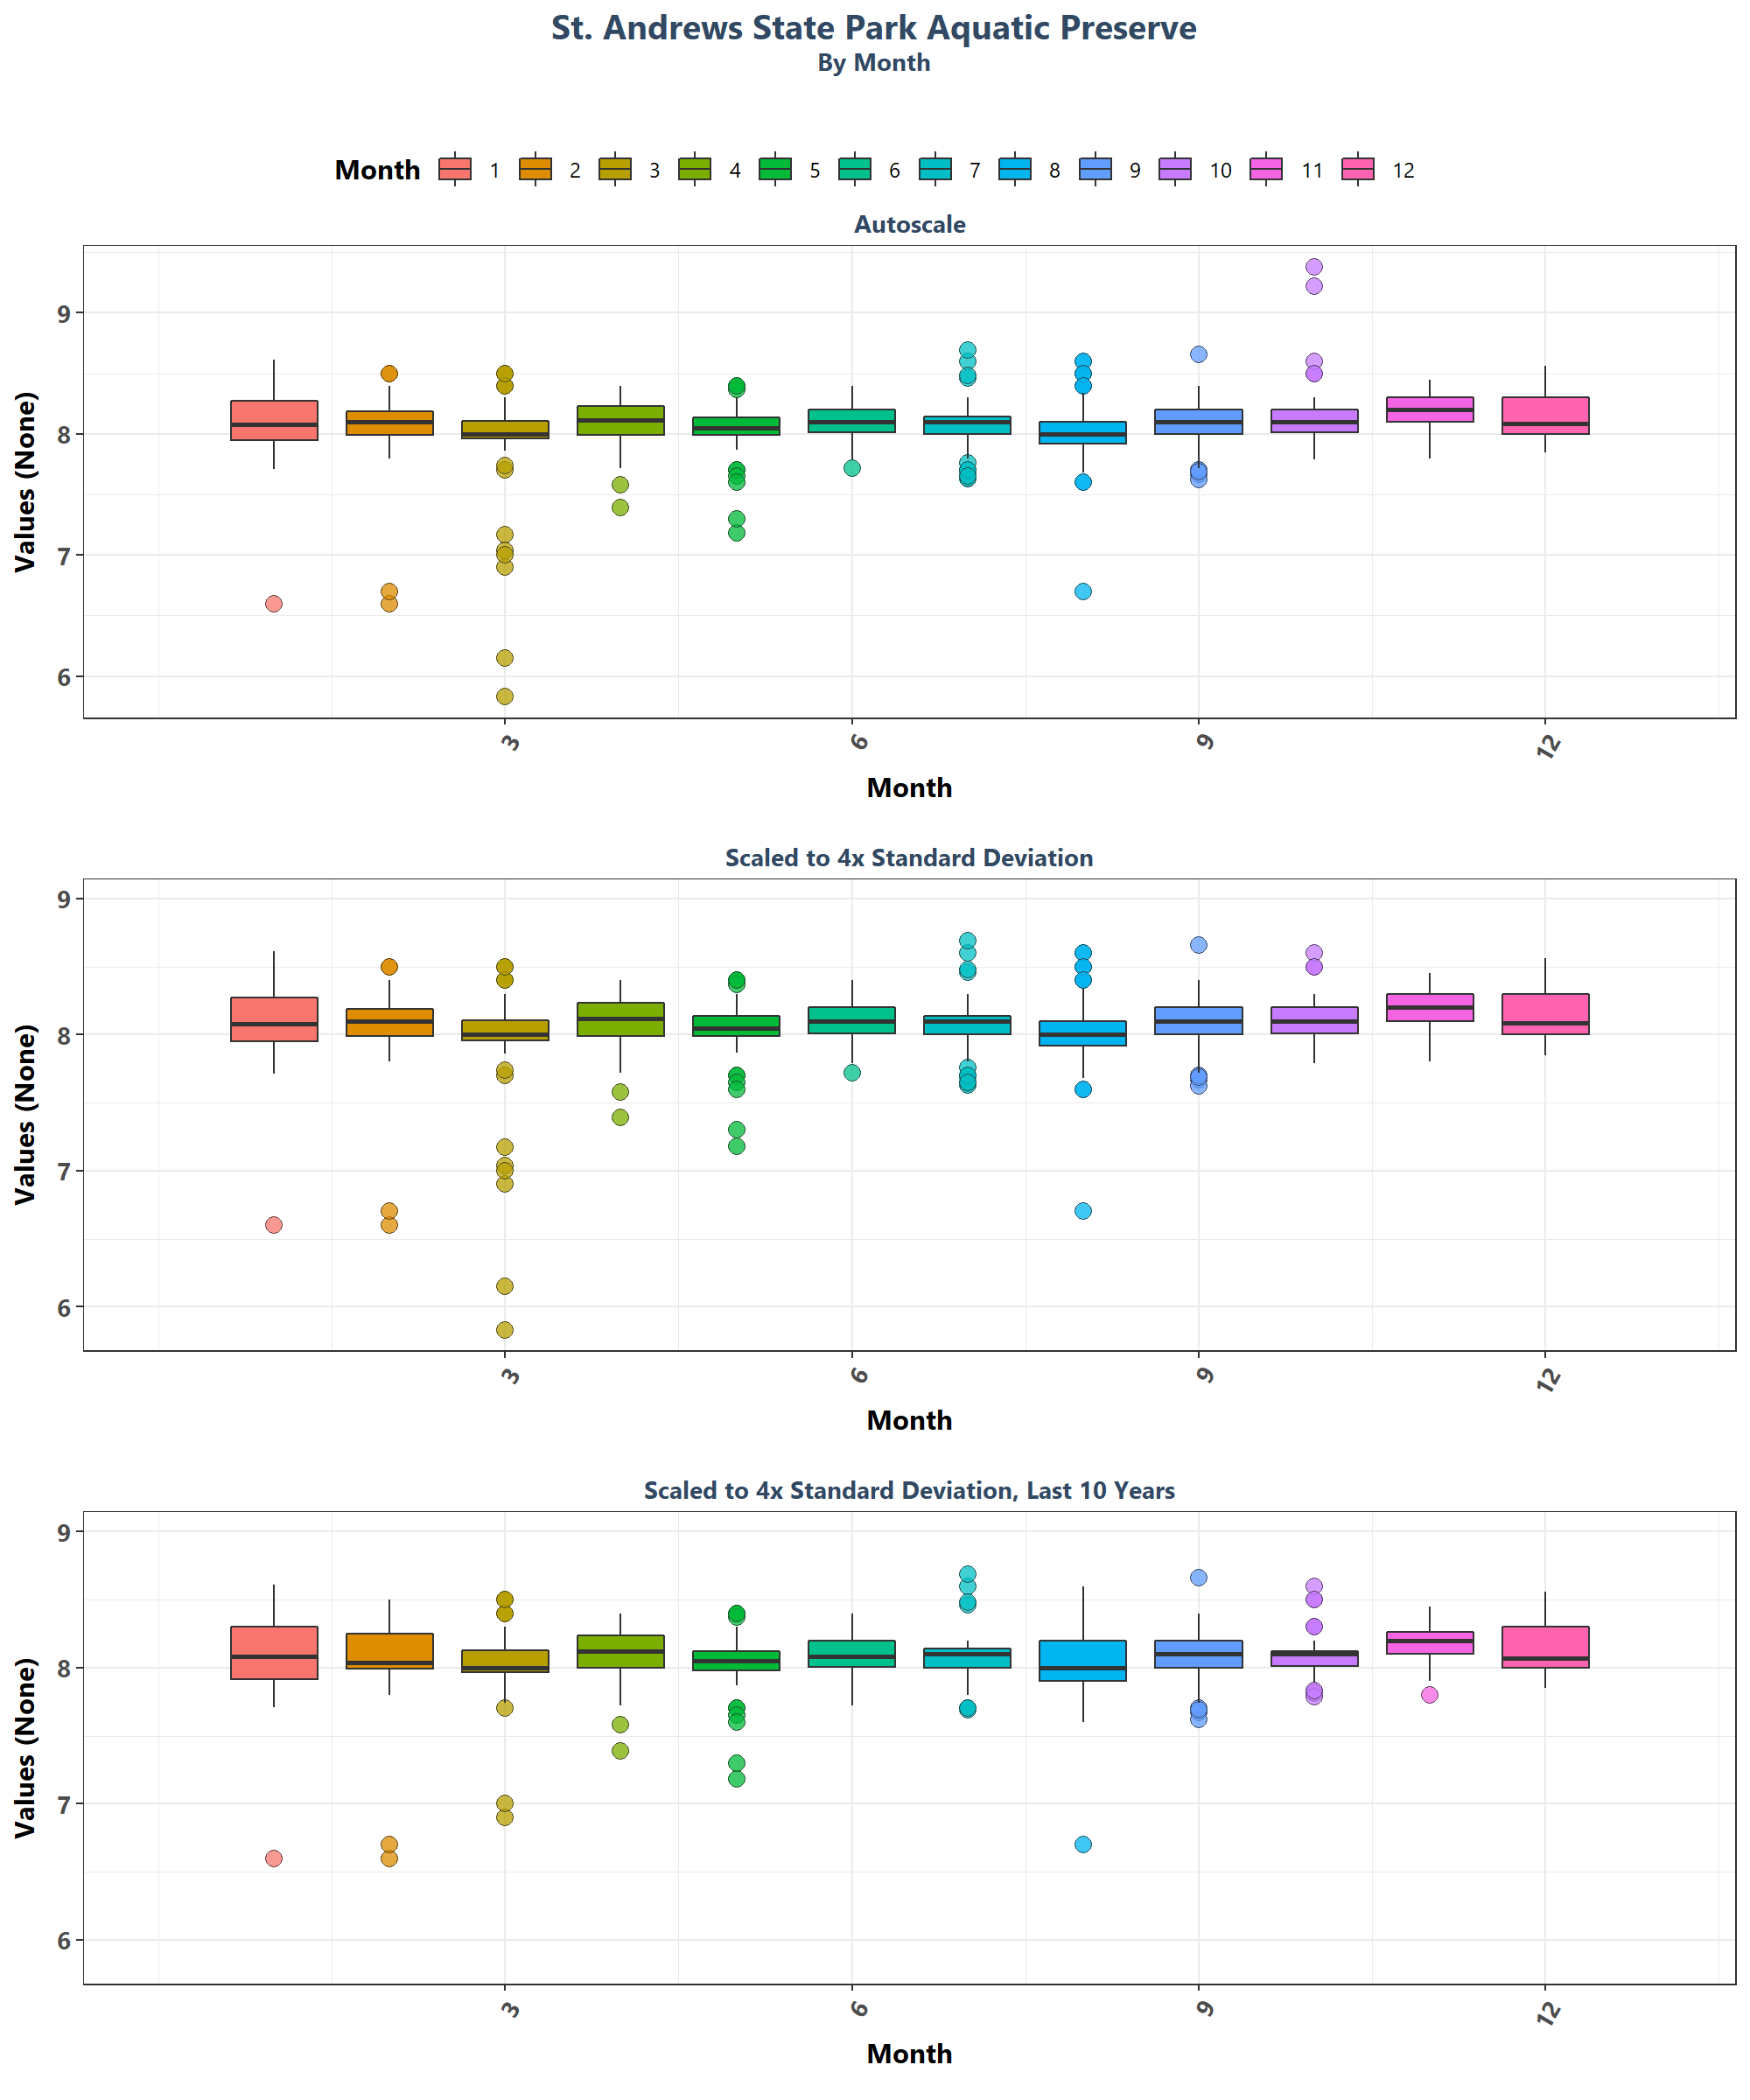 St. Andrews State Park Aquatic Preserve
By Month
Month 1 2 3 4 5 6 7 8 9 10 11 12
Autoscale
Values (None)
9
8
7
6
3 6 9 12
Month
Scaled to 4x Standard Deviation
Values (None)
9
8
7
6
3 6 9 12
Month
Scaled to 4x Standard Deviation, Last 10 Years
Values (None)
9
8
7
6
3 6 9 12
Month